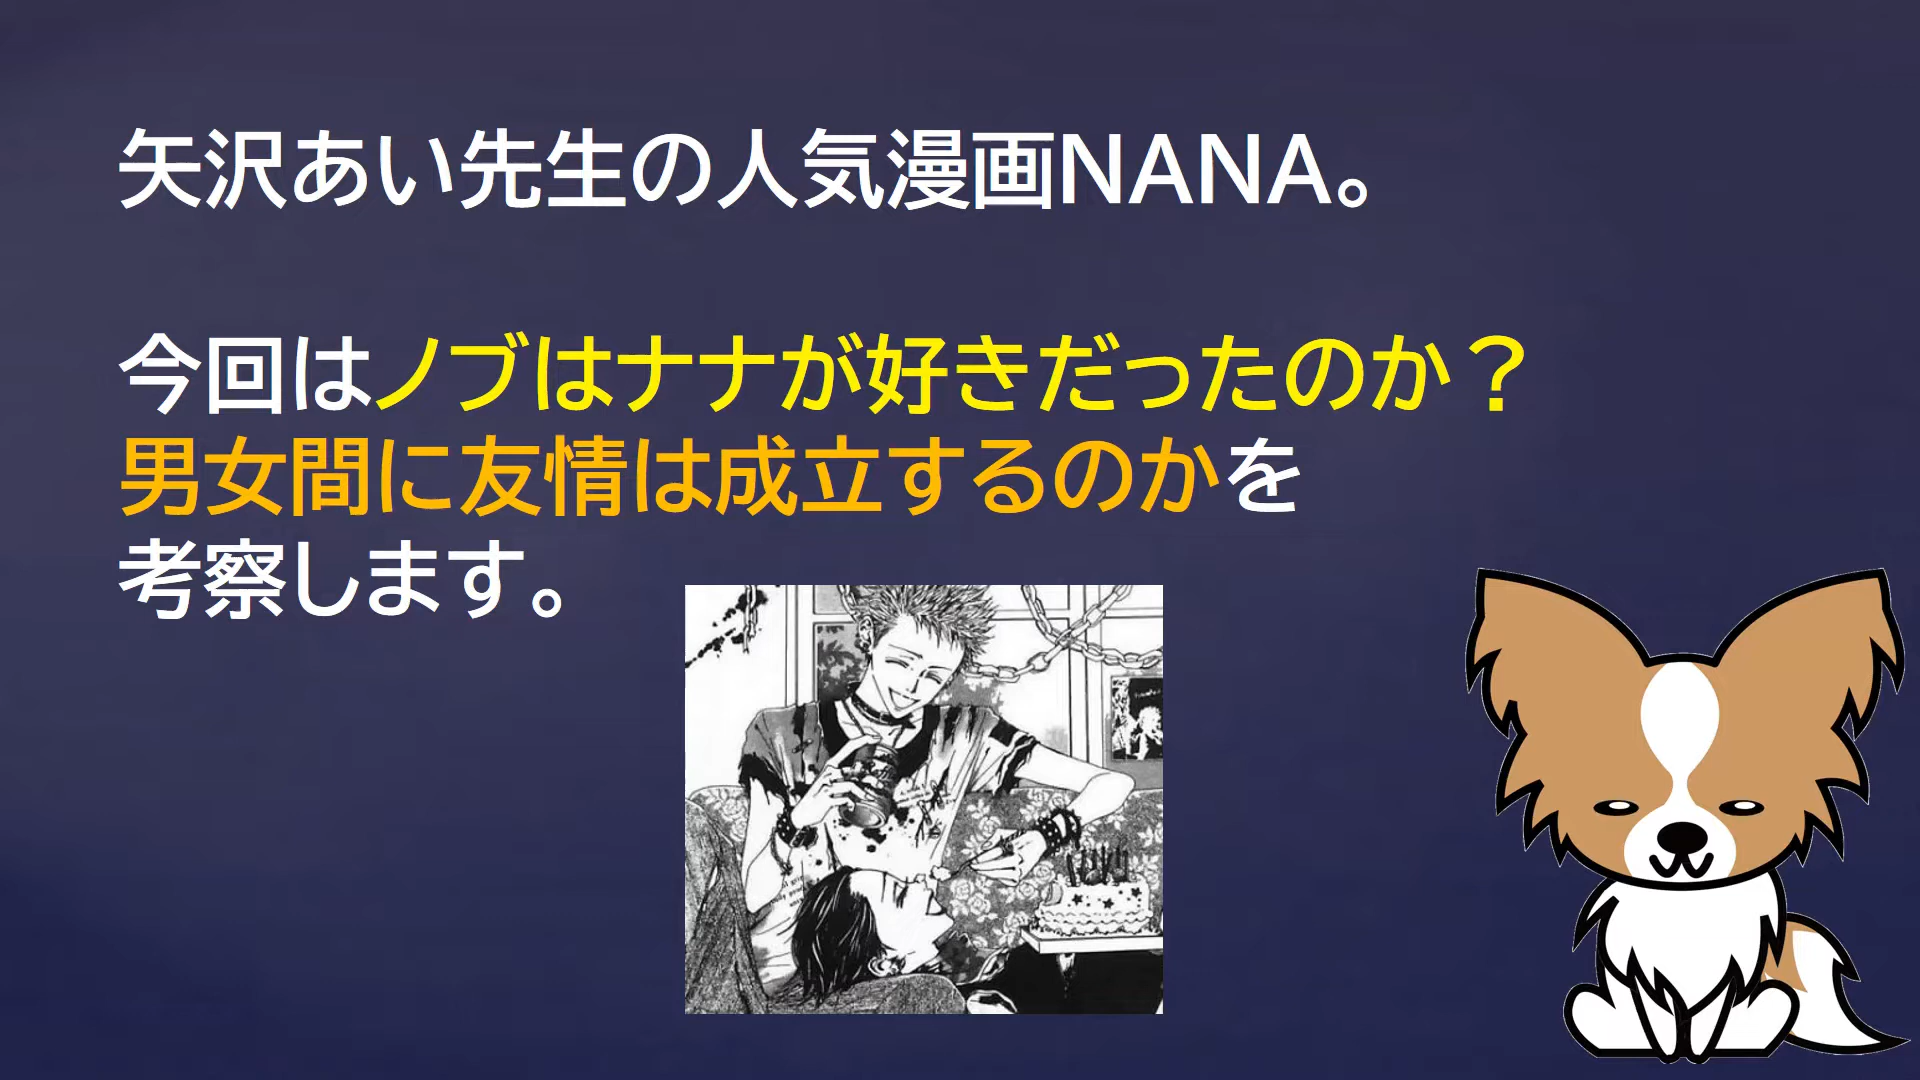 矢沢あい先生の人気漫画NANA。
今回はノブはナナが好きだったのか？
男女間に友情は成立するのかを
考察します。